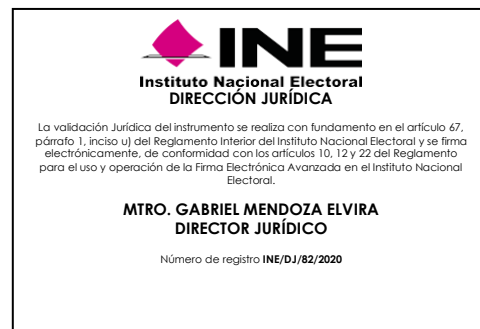 INE
Instituto Nacional Electoral
DIRECCIÓN JURÍDICA
La validación Jurídica del instrumento se realiza con fundamento en el artículo 67,
párrafo 1, inciso u) del Reglamento Interior del Instituto Nacional Electoral y se firma
electrónicamente, de conformidad con los artículos 10, 12 y 22 del Reglamento
para el uso y operación de la Firma Electrónica Avanzada en el Instituto Nacional
Electoral.
MTRO. GABRIEL MENDOZA ELVIRA
DIRECTOR JURÍDICO
Número de registro INE/DJ/82/2020